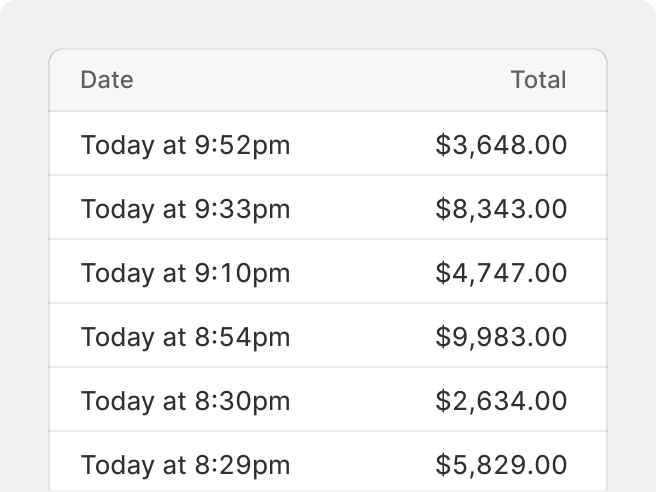 Date Total
Today at 9:52pm $3,648.00
Today at 9:33pm $8,343.00
Today at 9:10pm $4,747.00
Today at 8:54pm $9,983.00
Today at 8:30pm $2,634.00
Today at 8:29pm $5,829.00